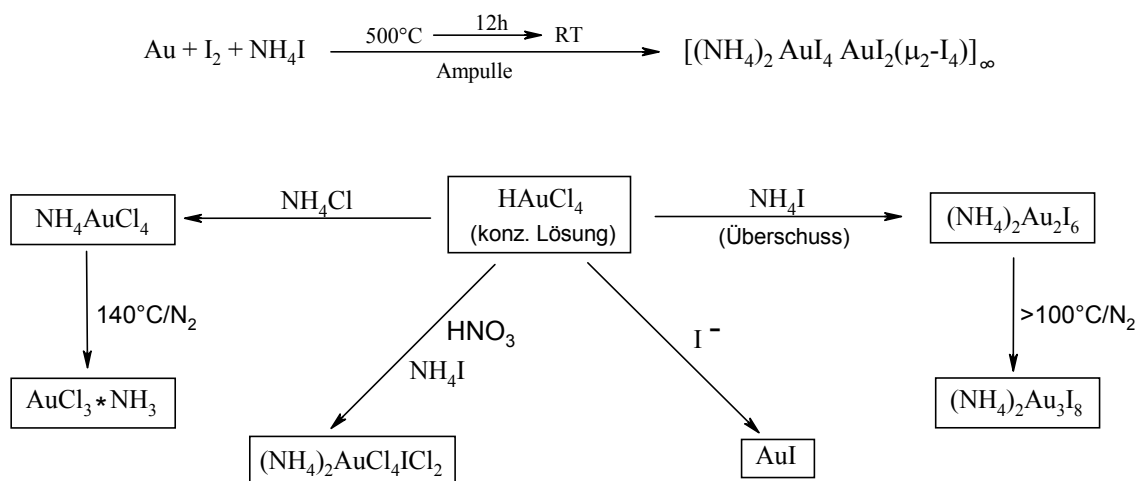 Au + I₂ + NH₄I 500°C 12h RT [(NH₄)₂ AuI₄ AuI₂(μ₂-I₄)]∞
Ampulle
NH₄AuCl₄ NH₄Cl HAuCl₄ NH₄I (NH₄)₂Au₂I₆
(konz. Lösung) (Überschuss)
140°C/N₂ HNO₃ I⁻ >100°C/N₂
NH₄I
AuCl₃*NH₃ (NH₄)₂Au₃I₈
(NH₄)₂AuCl₄ICl₂ AuI